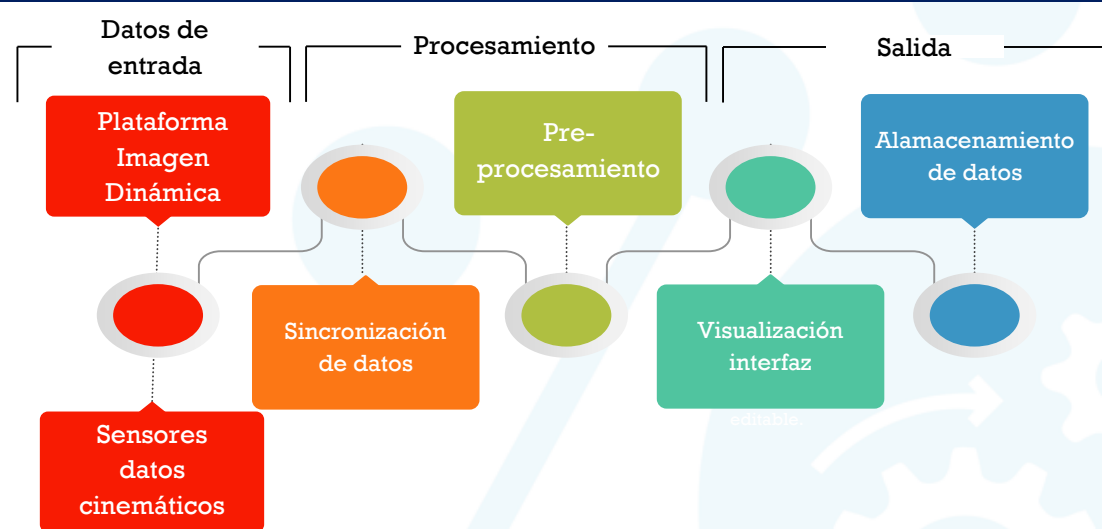 Datos de
entrada
Procesamiento
Salida
Plataforma
Imagen
Dinámica
Sensores
datos
cinemáticos
Sincronización
de datos
Pre-
procesamiento
Visualización
interfaz
editable
Alamacenamiento
de datos